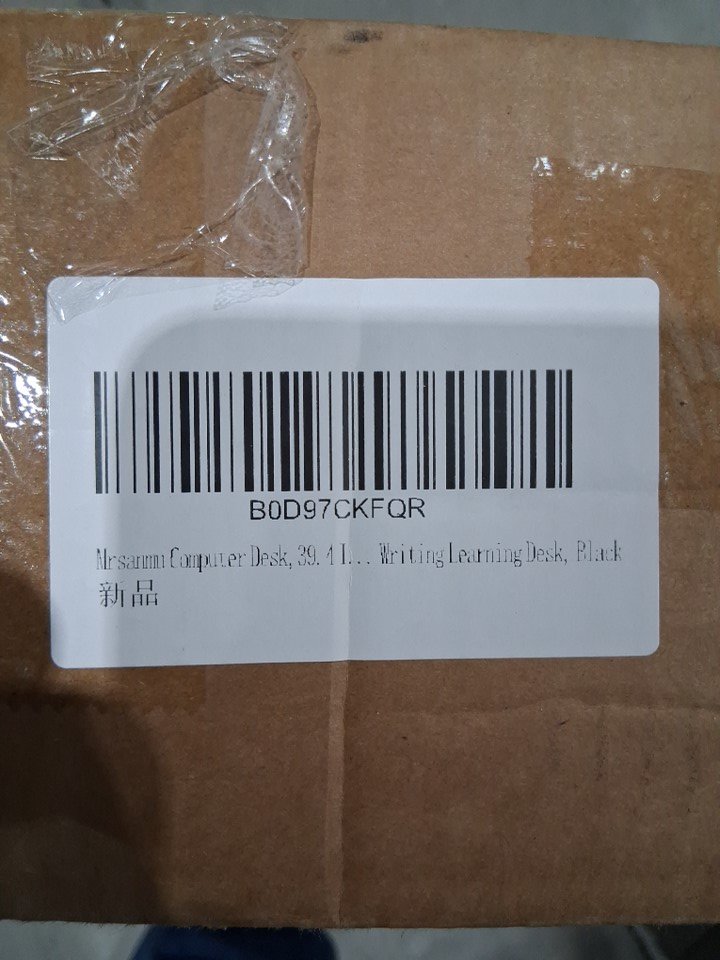 B0D97CKFQR
Mrsanmu Computer Desk, 39.4 I... Writing Learning Desk, Black
新品